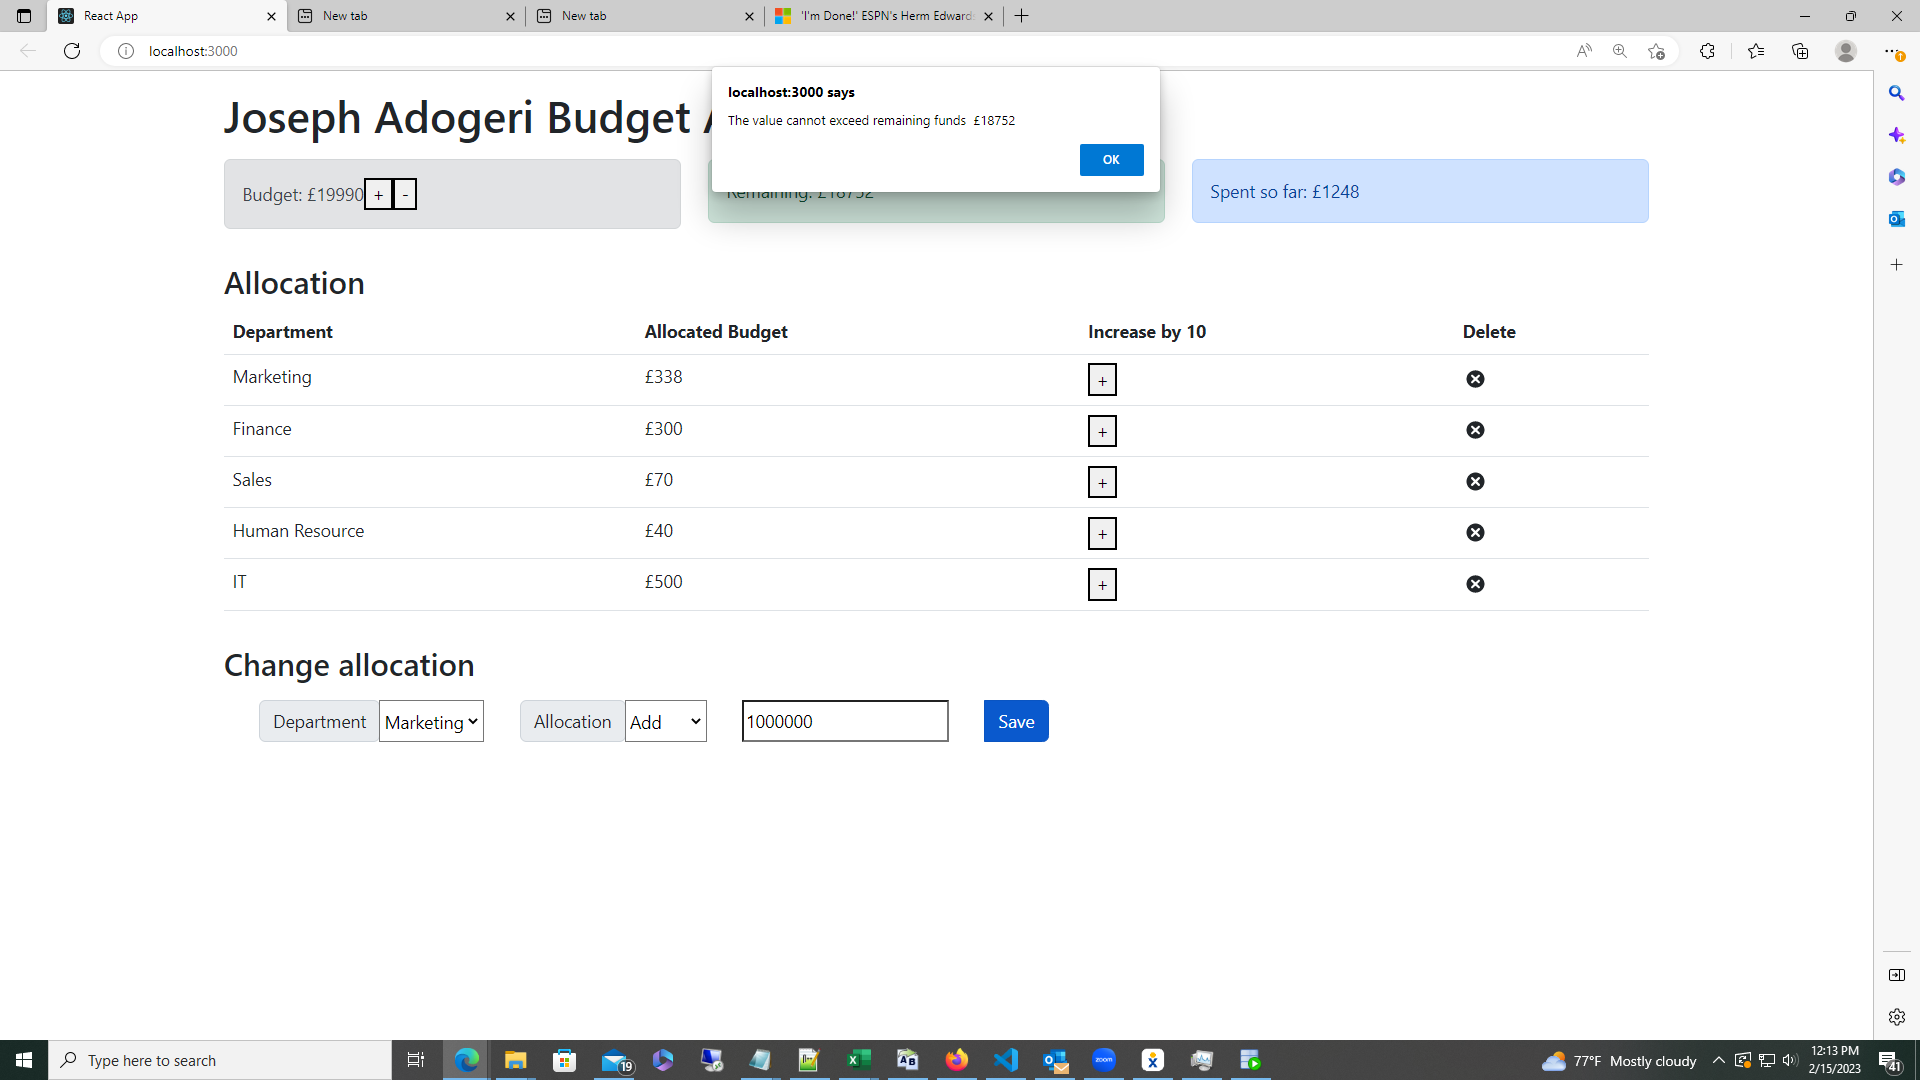 React App
New tab
New tab
'I'm Done!' ESPN's Herm Edward
localhost:3000
localhost:3000 says
The value cannot exceed remaining funds £18752
OK
Joseph Adogeri Budget
Budget: £19990 + -
Remaining: £18752
Spent so far: £1248
Allocation
Department Allocated Budget Increase by 10 Delete
Marketing £338 +
Finance £300 +
Sales £70 +
Human Resource £40 +
IT £500 +
Change allocation
Department Marketing Allocation Add 1000000 Save
Type here to search
19
zoom
77°F Mostly cloudy
12:13 PM
2/15/2023
41